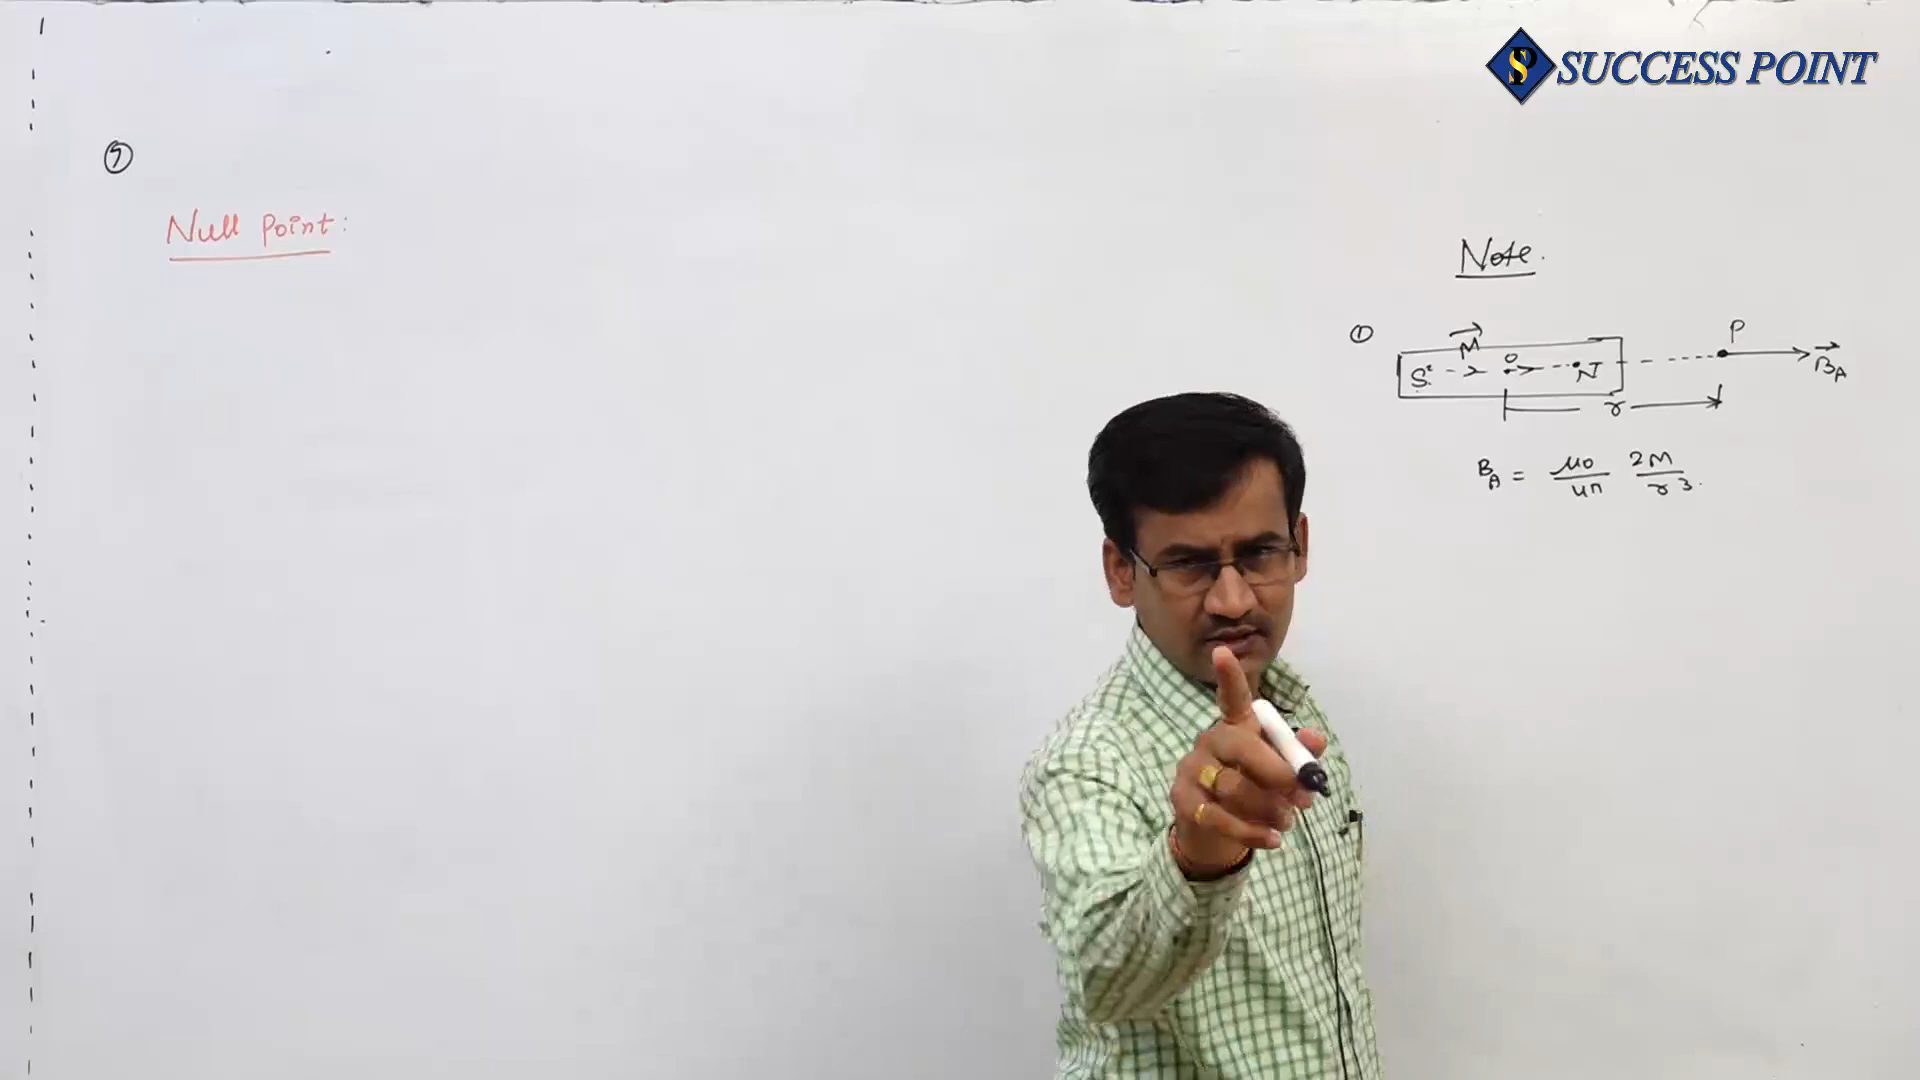 SUCCESS POINT
7
Null Point:
Note.
①
M
P
S
O
N
B_A
r
B_A = μ0/4π 2M/r3.